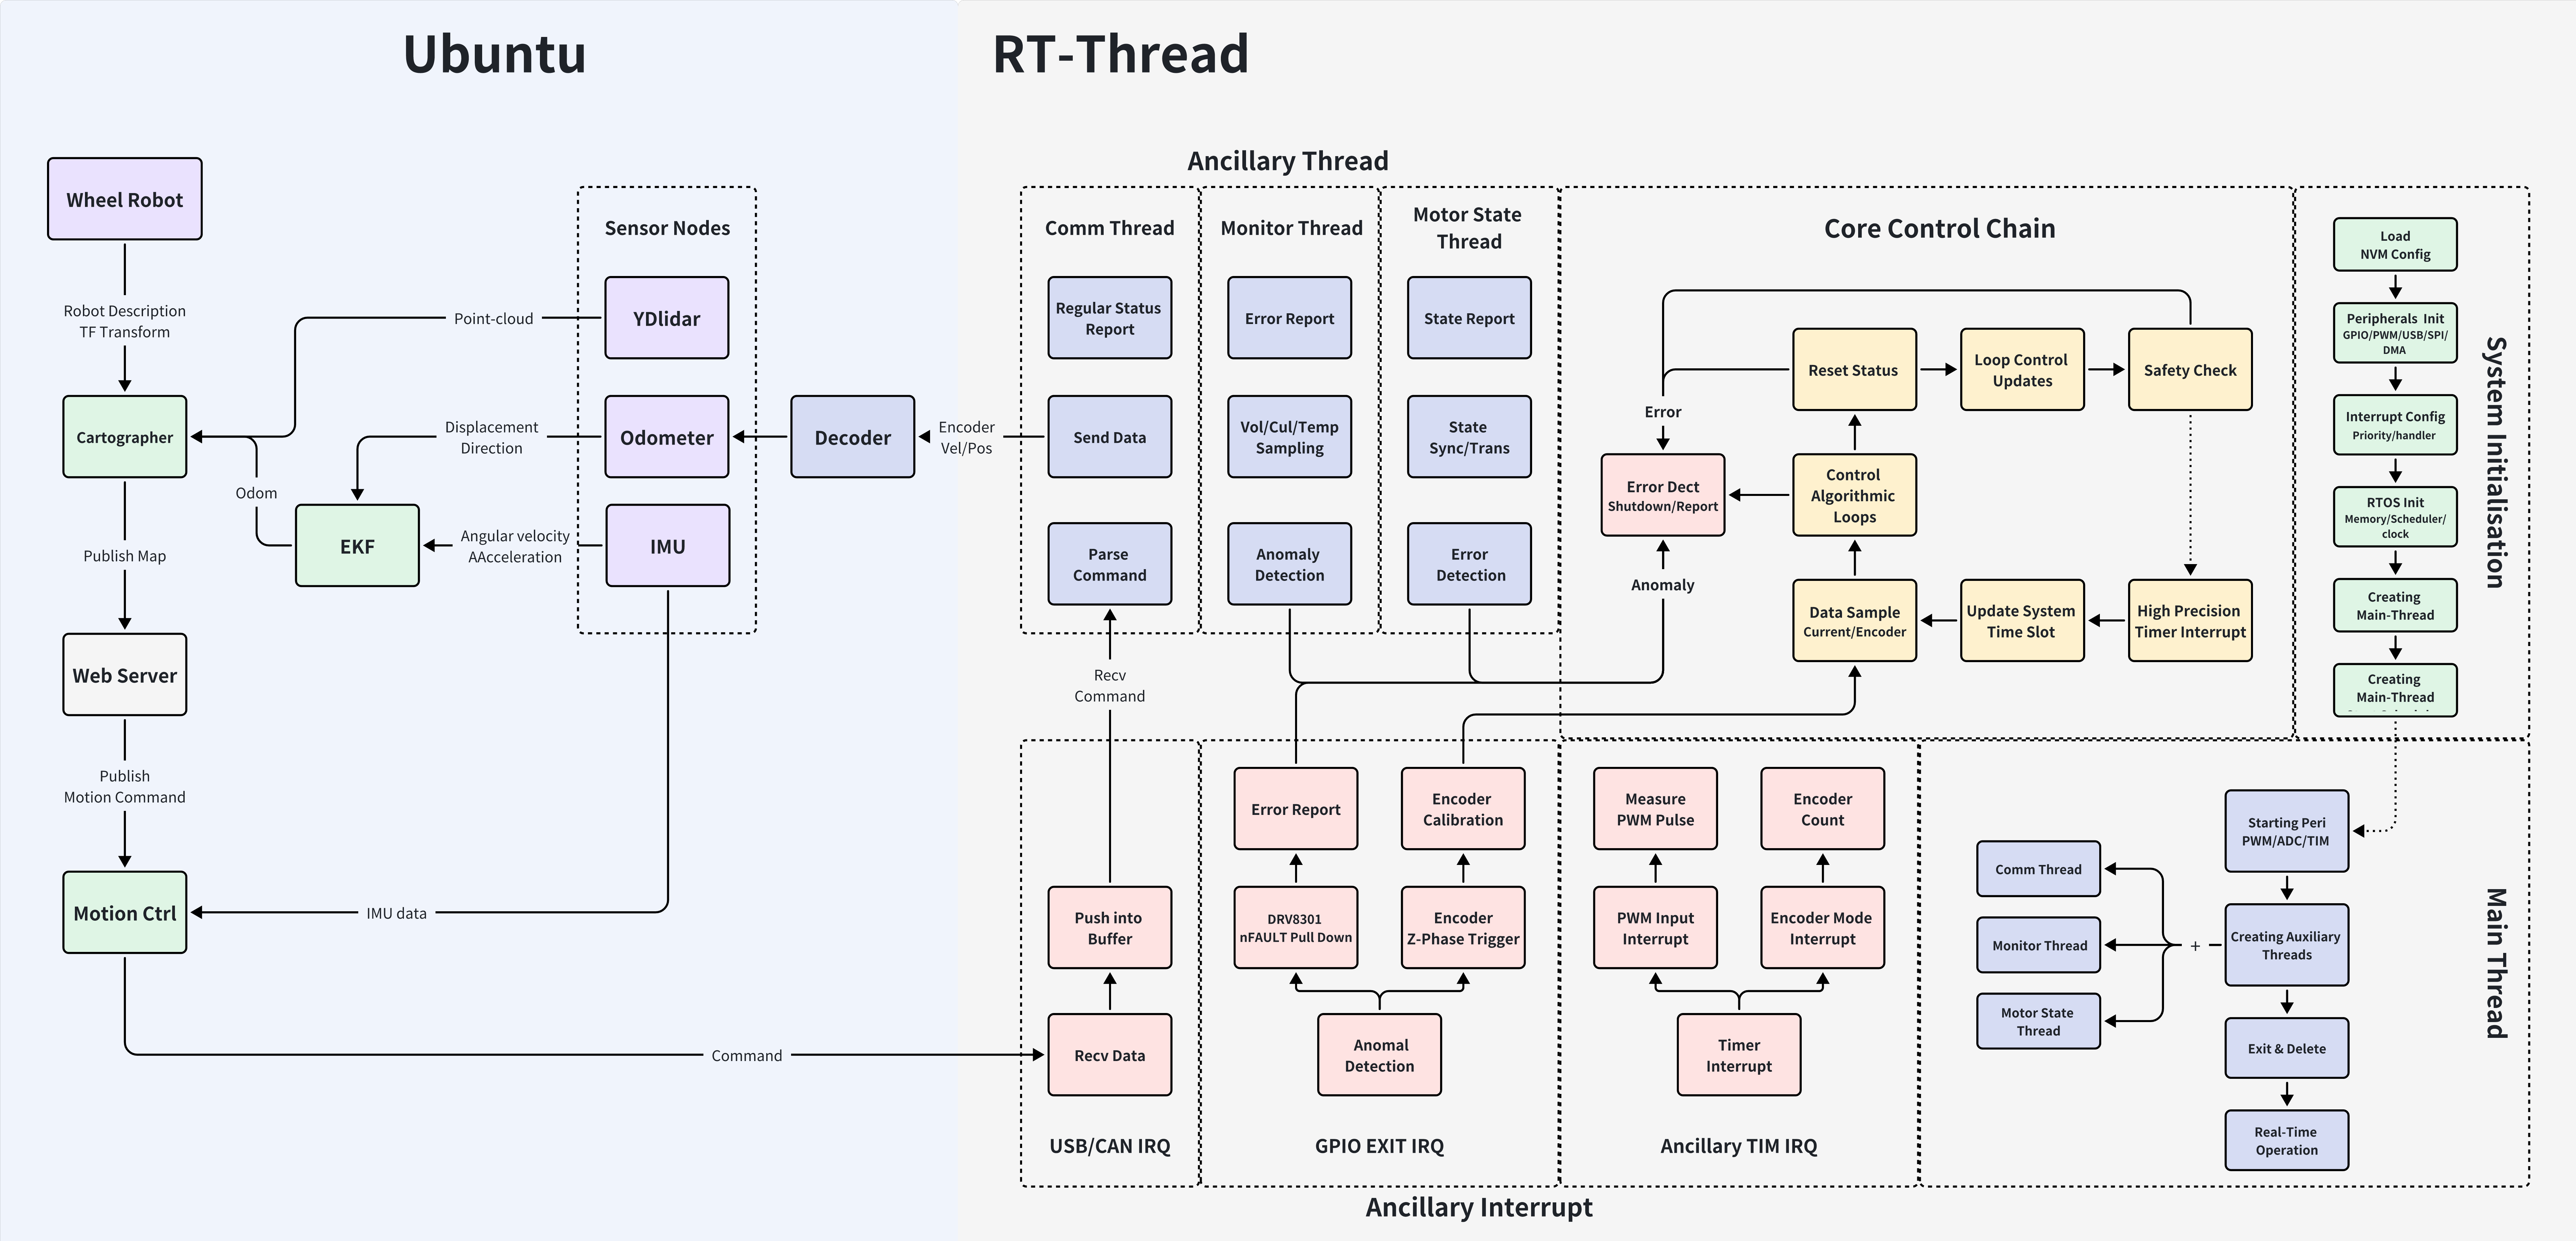 Ubuntu
RT-Thread
Wheel Robot
Robot Description
TF Transform
Cartographer
Publish Map
Web Server
Publish
Motion Command
Motion Ctrl
Point-cloud
Displacement
Direction
Odom
EKF
Angular velocity
AAcceleration
IMU data
Command
Sensor Nodes
YDlidar
Odometer
IMU
Decoder
Encoder
Vel/Pos
Ancillary Thread
Comm Thread
Regular Status
Report
Send Data
Parse
Command
Recv
Command
Monitor Thread
Error Report
Vol/Cul/Temp
Sampling
Anomaly
Detection
Motor State
Thread
State Report
State
Sync/Trans
Error
Detection
Core Control Chain
Error
Error Dect
Shutdown/Report
Anomaly
Reset Status
Loop Control
Updates
Safety Check
Control
Algorithmic
Loops
Data Sample
Current/Encoder
Update System
Time Slot
High Precision
Timer Interrupt
Load
NVM Config
Peripherals Init
GPIO/PWM/USB/SPI/
DMA
Interrupt Config
Priority/handler
RTOS Init
Memory/Scheduler/
clock
Creating
Main-Thread
Creating
Main-Thread
System Initialisation
Push into
Buffer
Recv Data
USB/CAN IRQ
Error Report
Encoder
Calibration
DRV8301
nFAULT Pull Down
Encoder
Z-Phase Trigger
Anomal
Detection
GPIO EXIT IRQ
Measure
PWM Pulse
Encoder
Count
PWM Input
Interrupt
Encoder Mode
Interrupt
Timer
Interrupt
Ancillary TIM IRQ
Ancillary Interrupt
Comm Thread
Monitor Thread
Motor State
Thread
+
Starting Peri
PWM/ADC/TIM
Creating Auxiliary
Threads
Exit & Delete
Real-Time
Operation
Main Thread